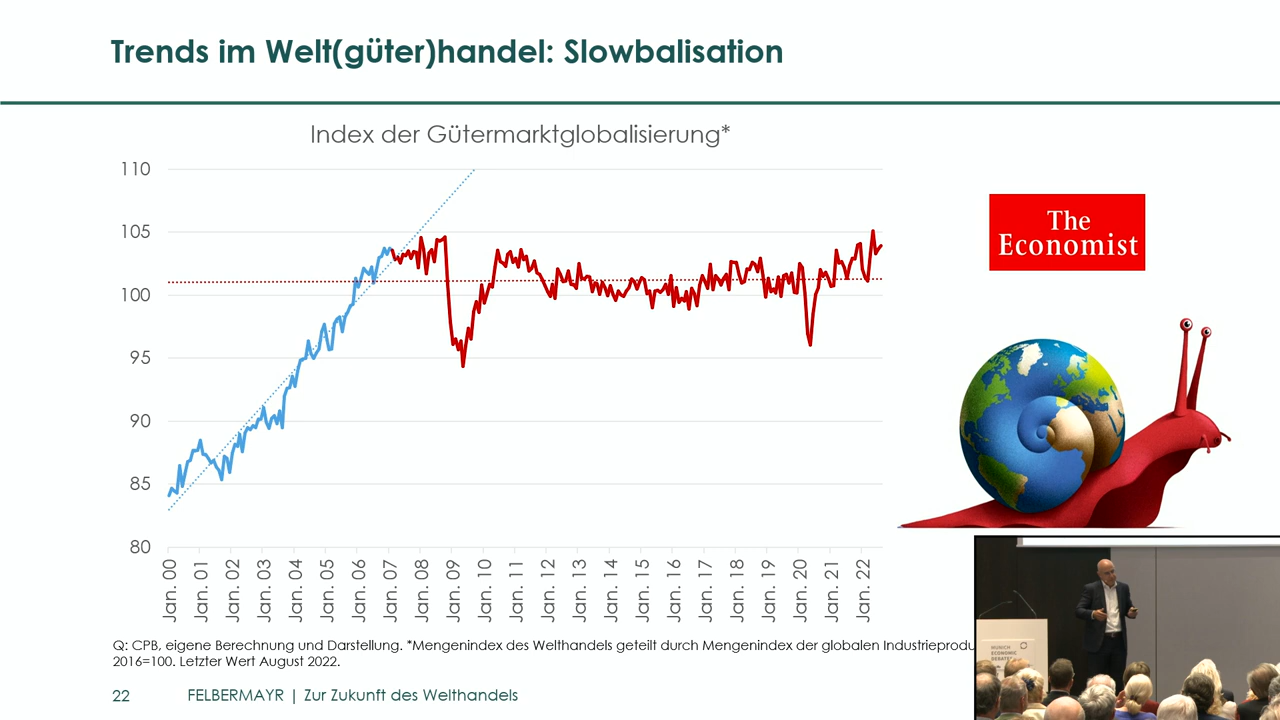 Trends im Welt(güter)handel: Slowbalisation
Index der Gütermarktglobalisierung*
110
105
100
95
90
85
80
Jan. 00
Jan. 01
Jan. 02
Jan. 03
Jan. 04
Jan. 05
Jan. 06
Jan. 07
Jan. 08
Jan. 09
Jan. 10
Jan. 11
Jan. 12
Jan. 13
Jan. 14
Jan. 15
Jan. 16
Jan. 17
Jan. 18
Jan. 19
Jan. 20
Jan. 21
Jan. 22
The
Economist
MUNICH
ECONOMIC
DEBATES
Q: CPB, eigene Berechnung und Darstellung. *Mengenindex des Welthandels geteilt durch Mengenindex der globalen Industrieprodu
2016=100. Letzter Wert August 2022.
22
FELBERMAYR | Zur Zukunft des Welthandels